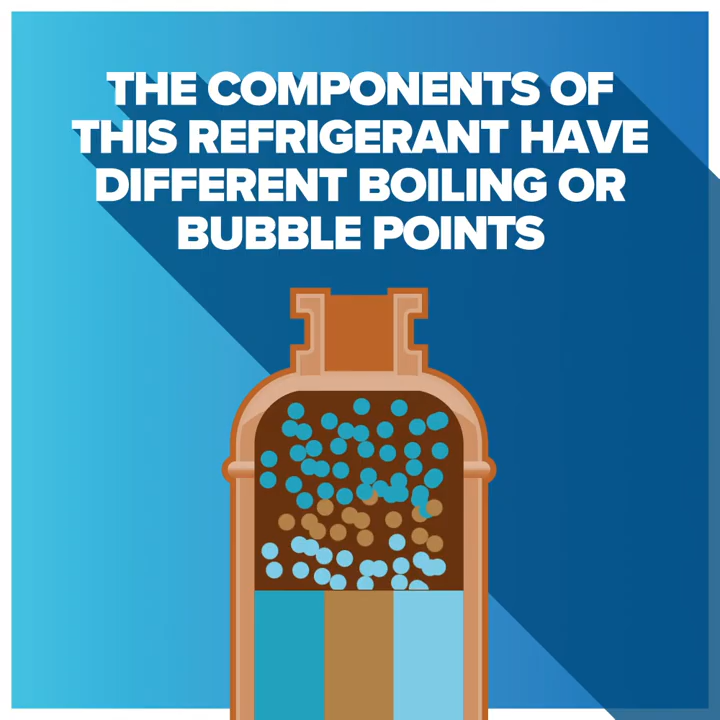 THE COMPONENTS OF
THIS REFRIGERANT HAVE
DIFFERENT BOILING OR
BUBBLE POINTS